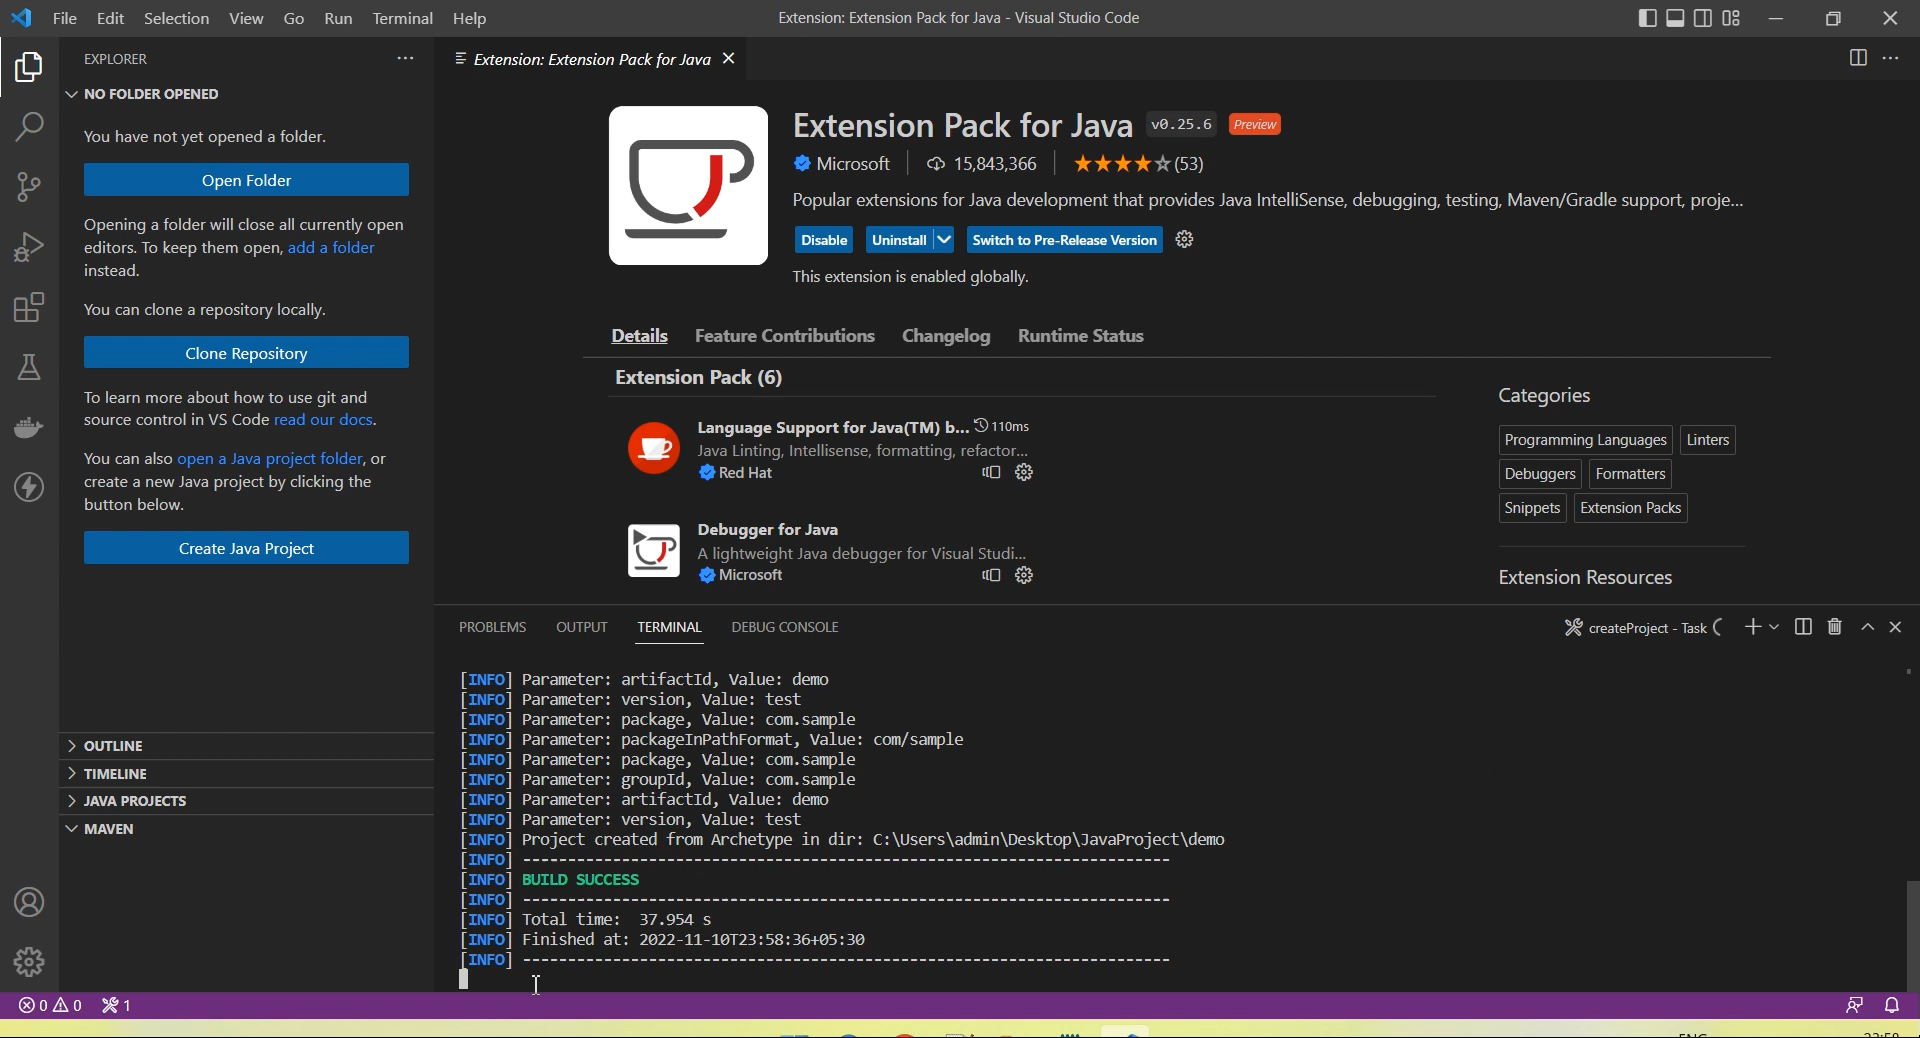 File Edit Selection View Go Run Terminal Help
Extension: Extension Pack for Java - Visual Studio Code
EXPLORER
NO FOLDER OPENED
You have not yet opened a folder.
Open Folder
Opening a folder will close all currently open
editors. To keep them open, add a folder
instead.
You can clone a repository locally.
Clone Repository
To learn more about how to use git and
source control in VS Code read our docs.
You can also open a Java project folder, or
create a new Java project by clicking the
button below.
Create Java Project
OUTLINE
TIMELINE
JAVA PROJECTS
MAVEN
Extension: Extension Pack for Java
Extension Pack for Java v0.25.6 Preview
Microsoft 15,843,366 (53)
Popular extensions for Java development that provides Java IntelliSense, debugging, testing, Maven/Gradle support, proje...
Disable Uninstall Switch to Pre-Release Version
This extension is enabled globally.
Details Feature Contributions Changelog Runtime Status
Extension Pack (6)
Language Support for Java(TM) b... 110ms
Java Linting, Intellisense, formatting, refactor...
Red Hat
Debugger for Java
A lightweight Java debugger for Visual Studi...
Microsoft
Categories
Programming Languages Linters
Debuggers Formatters
Snippets Extension Packs
Extension Resources
PROBLEMS OUTPUT TERMINAL DEBUG CONSOLE
createProject - Task
[INFO] Parameter: artifactId, Value: demo
[INFO] Parameter: version, Value: test
[INFO] Parameter: package, Value: com.sample
[INFO] Parameter: packageInPathFormat, Value: com/sample
[INFO] Parameter: package, Value: com.sample
[INFO] Parameter: groupId, Value: com.sample
[INFO] Parameter: artifactId, Value: demo
[INFO] Parameter: version, Value: test
[INFO] Project created from Archetype in dir: C:\Users\admin\Desktop\JavaProject\demo
[INFO] ------------------------------------------------------------------------
[INFO] BUILD SUCCESS
[INFO] ------------------------------------------------------------------------
[INFO] Total time:  37.954 s
[INFO] Finished at: 2022-11-10T23:58:36+05:30
[INFO] ------------------------------------------------------------------------
0 0 1